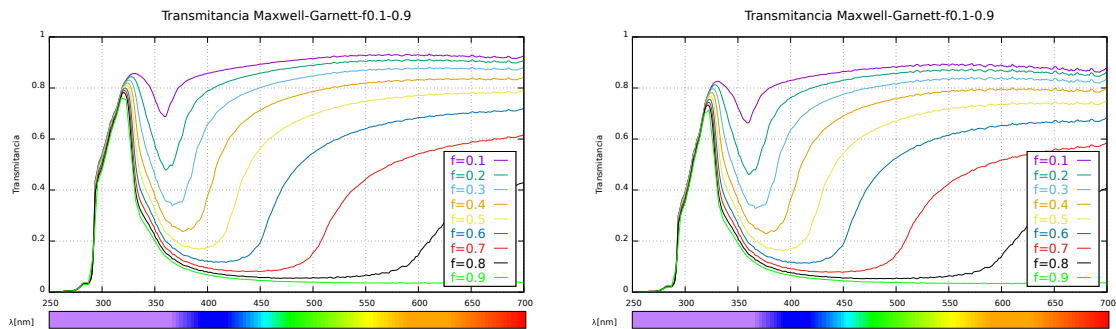 Transmitancia Maxwell-Garnett-f0.1-0.9
1
0.8
0.6
0.4
0.2
0
Transmitancia
f=0.1
f=0.2
f=0.3
f=0.4
f=0.5
f=0.6
f=0.7
f=0.8
f=0.9
250 300 350 400 450 500 550 600 650 700
λ[nm]
Transmitancia Maxwell-Garnett-f0.1-0.9
1
0.8
0.6
0.4
0.2
0
Transmitancia
f=0.1
f=0.2
f=0.3
f=0.4
f=0.5
f=0.6
f=0.7
f=0.8
f=0.9
250 300 350 400 450 500 550 600 650 700
λ[nm]